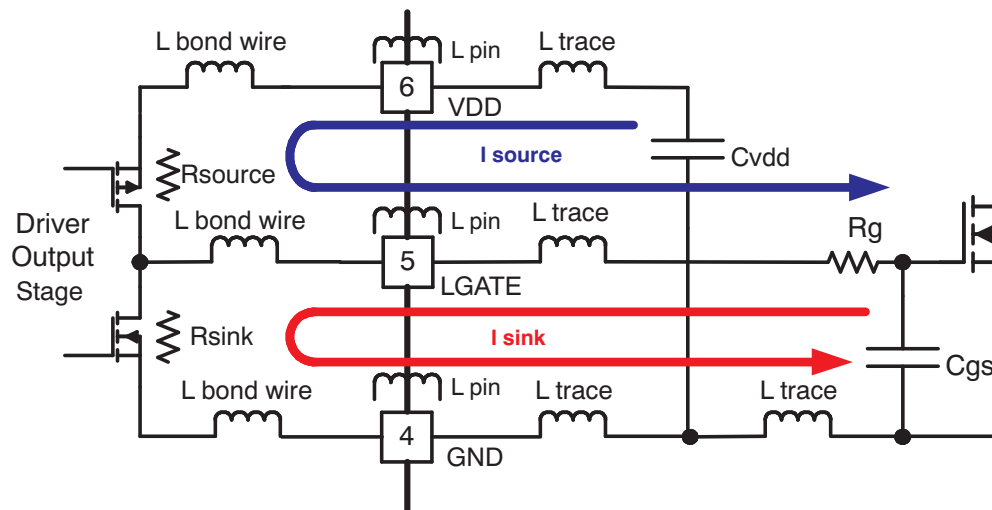 L bond wire
L pin
L trace
6
VDD
I source
Cvdd
Rsource
L bond wire
L pin
L trace
Rg
Driver
Output
Stage
5
LGATE
I sink
Rsink
L bond wire
L pin
L trace
L trace
Cgs
4
GND